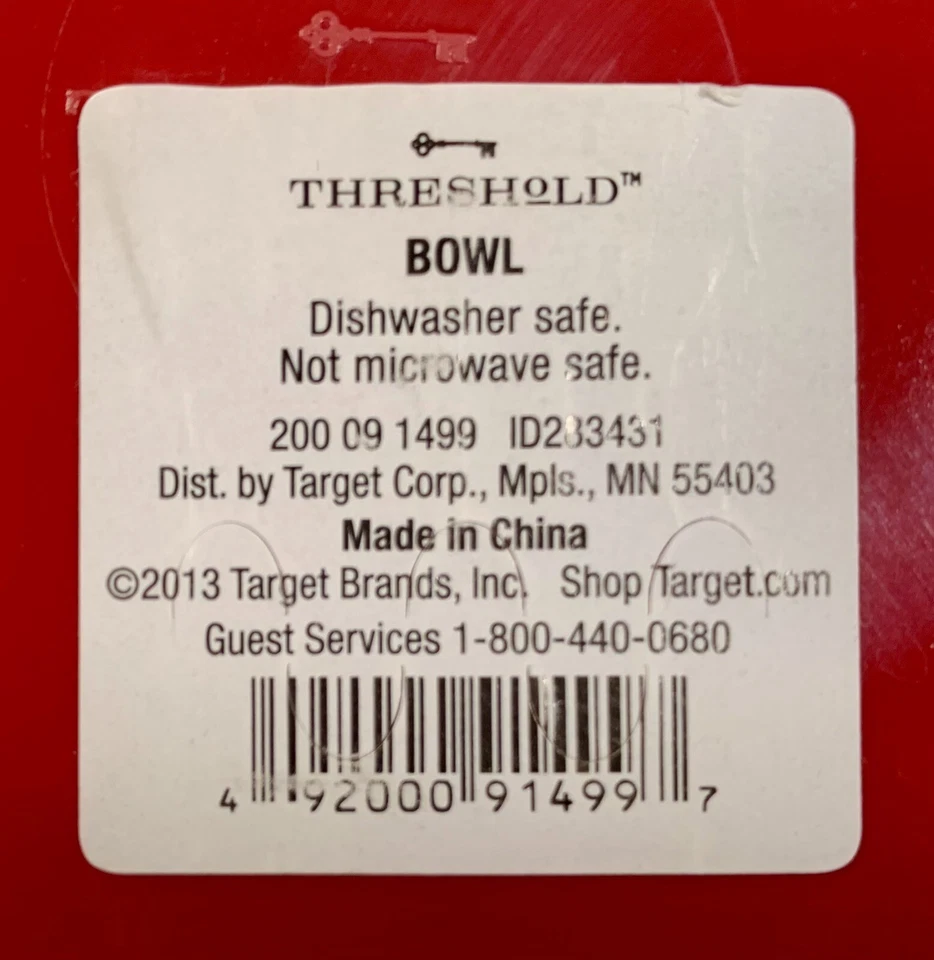 THRESHOLD™
BOWL
Dishwasher safe.
Not microwave safe.
200 09 1499 ID283431
Dist. by Target Corp., Mpls., MN 55403
Made in China
©2013 Target Brands, Inc. Shop Target.com
Guest Services 1-800-440-0680
4 92000 91499 7